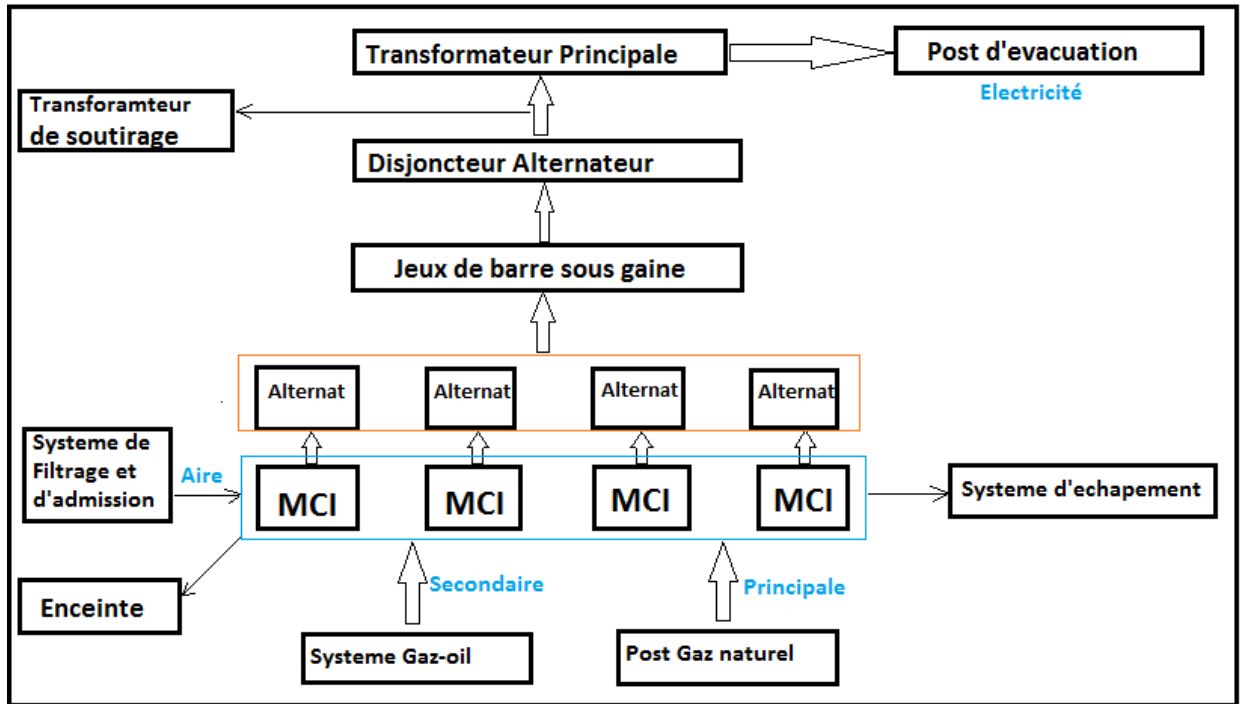 Transformateur Principale
Post d'evacuation
Electricité
Transforamteur
de soutirage
Disjoncteur Alternateur
Jeux de barre sous gaine
Alternat
Alternat
Alternat
Alternat
Systeme de
Filtrage et
d'admission
Aire
MCI
MCI
MCI
MCI
Systeme d'echapement
Enceinte
Secondaire
Principale
Systeme Gaz-oil
Post Gaz naturel